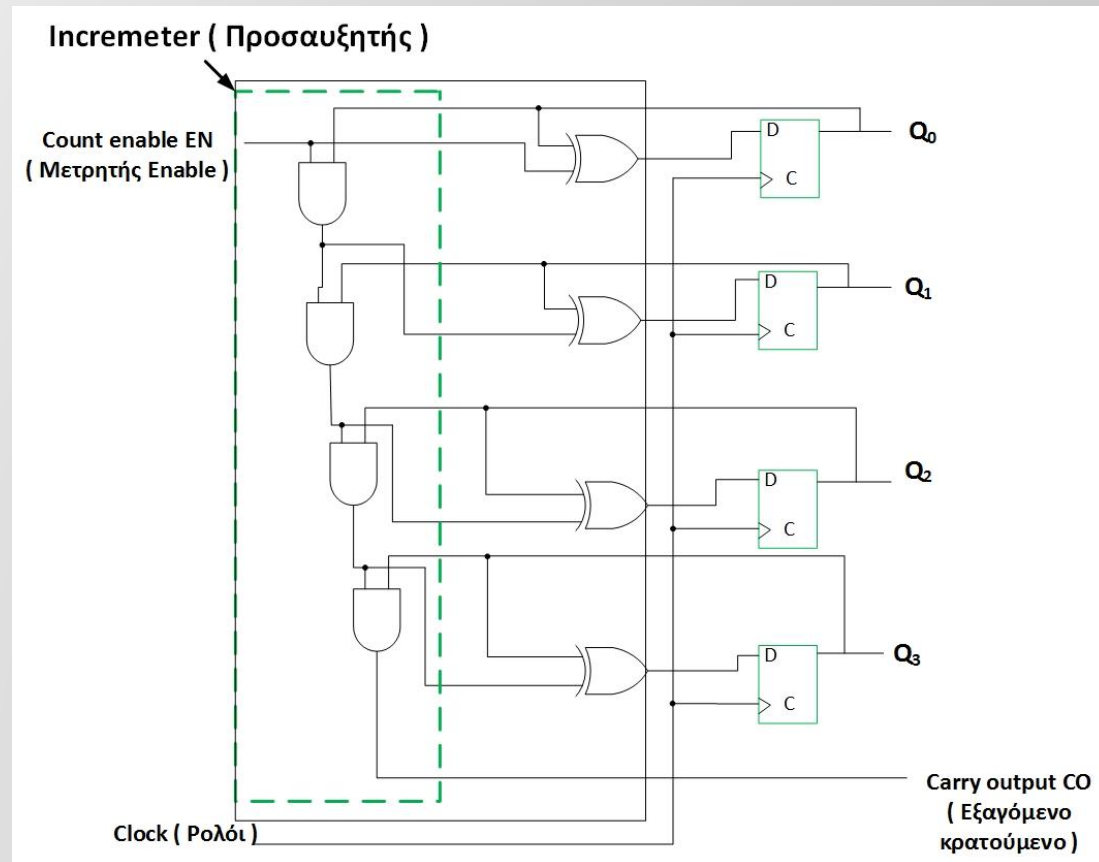 Incremeter ( Προσαυξητής )
Count enable EN
( Μετρητής Enable )
D
C
Q0
D
C
Q1
D
C
Q2
D
C
Q3
Carry output CO
( Εξαγόμενο
κρατούμενο )
Clock ( Ρολόι )